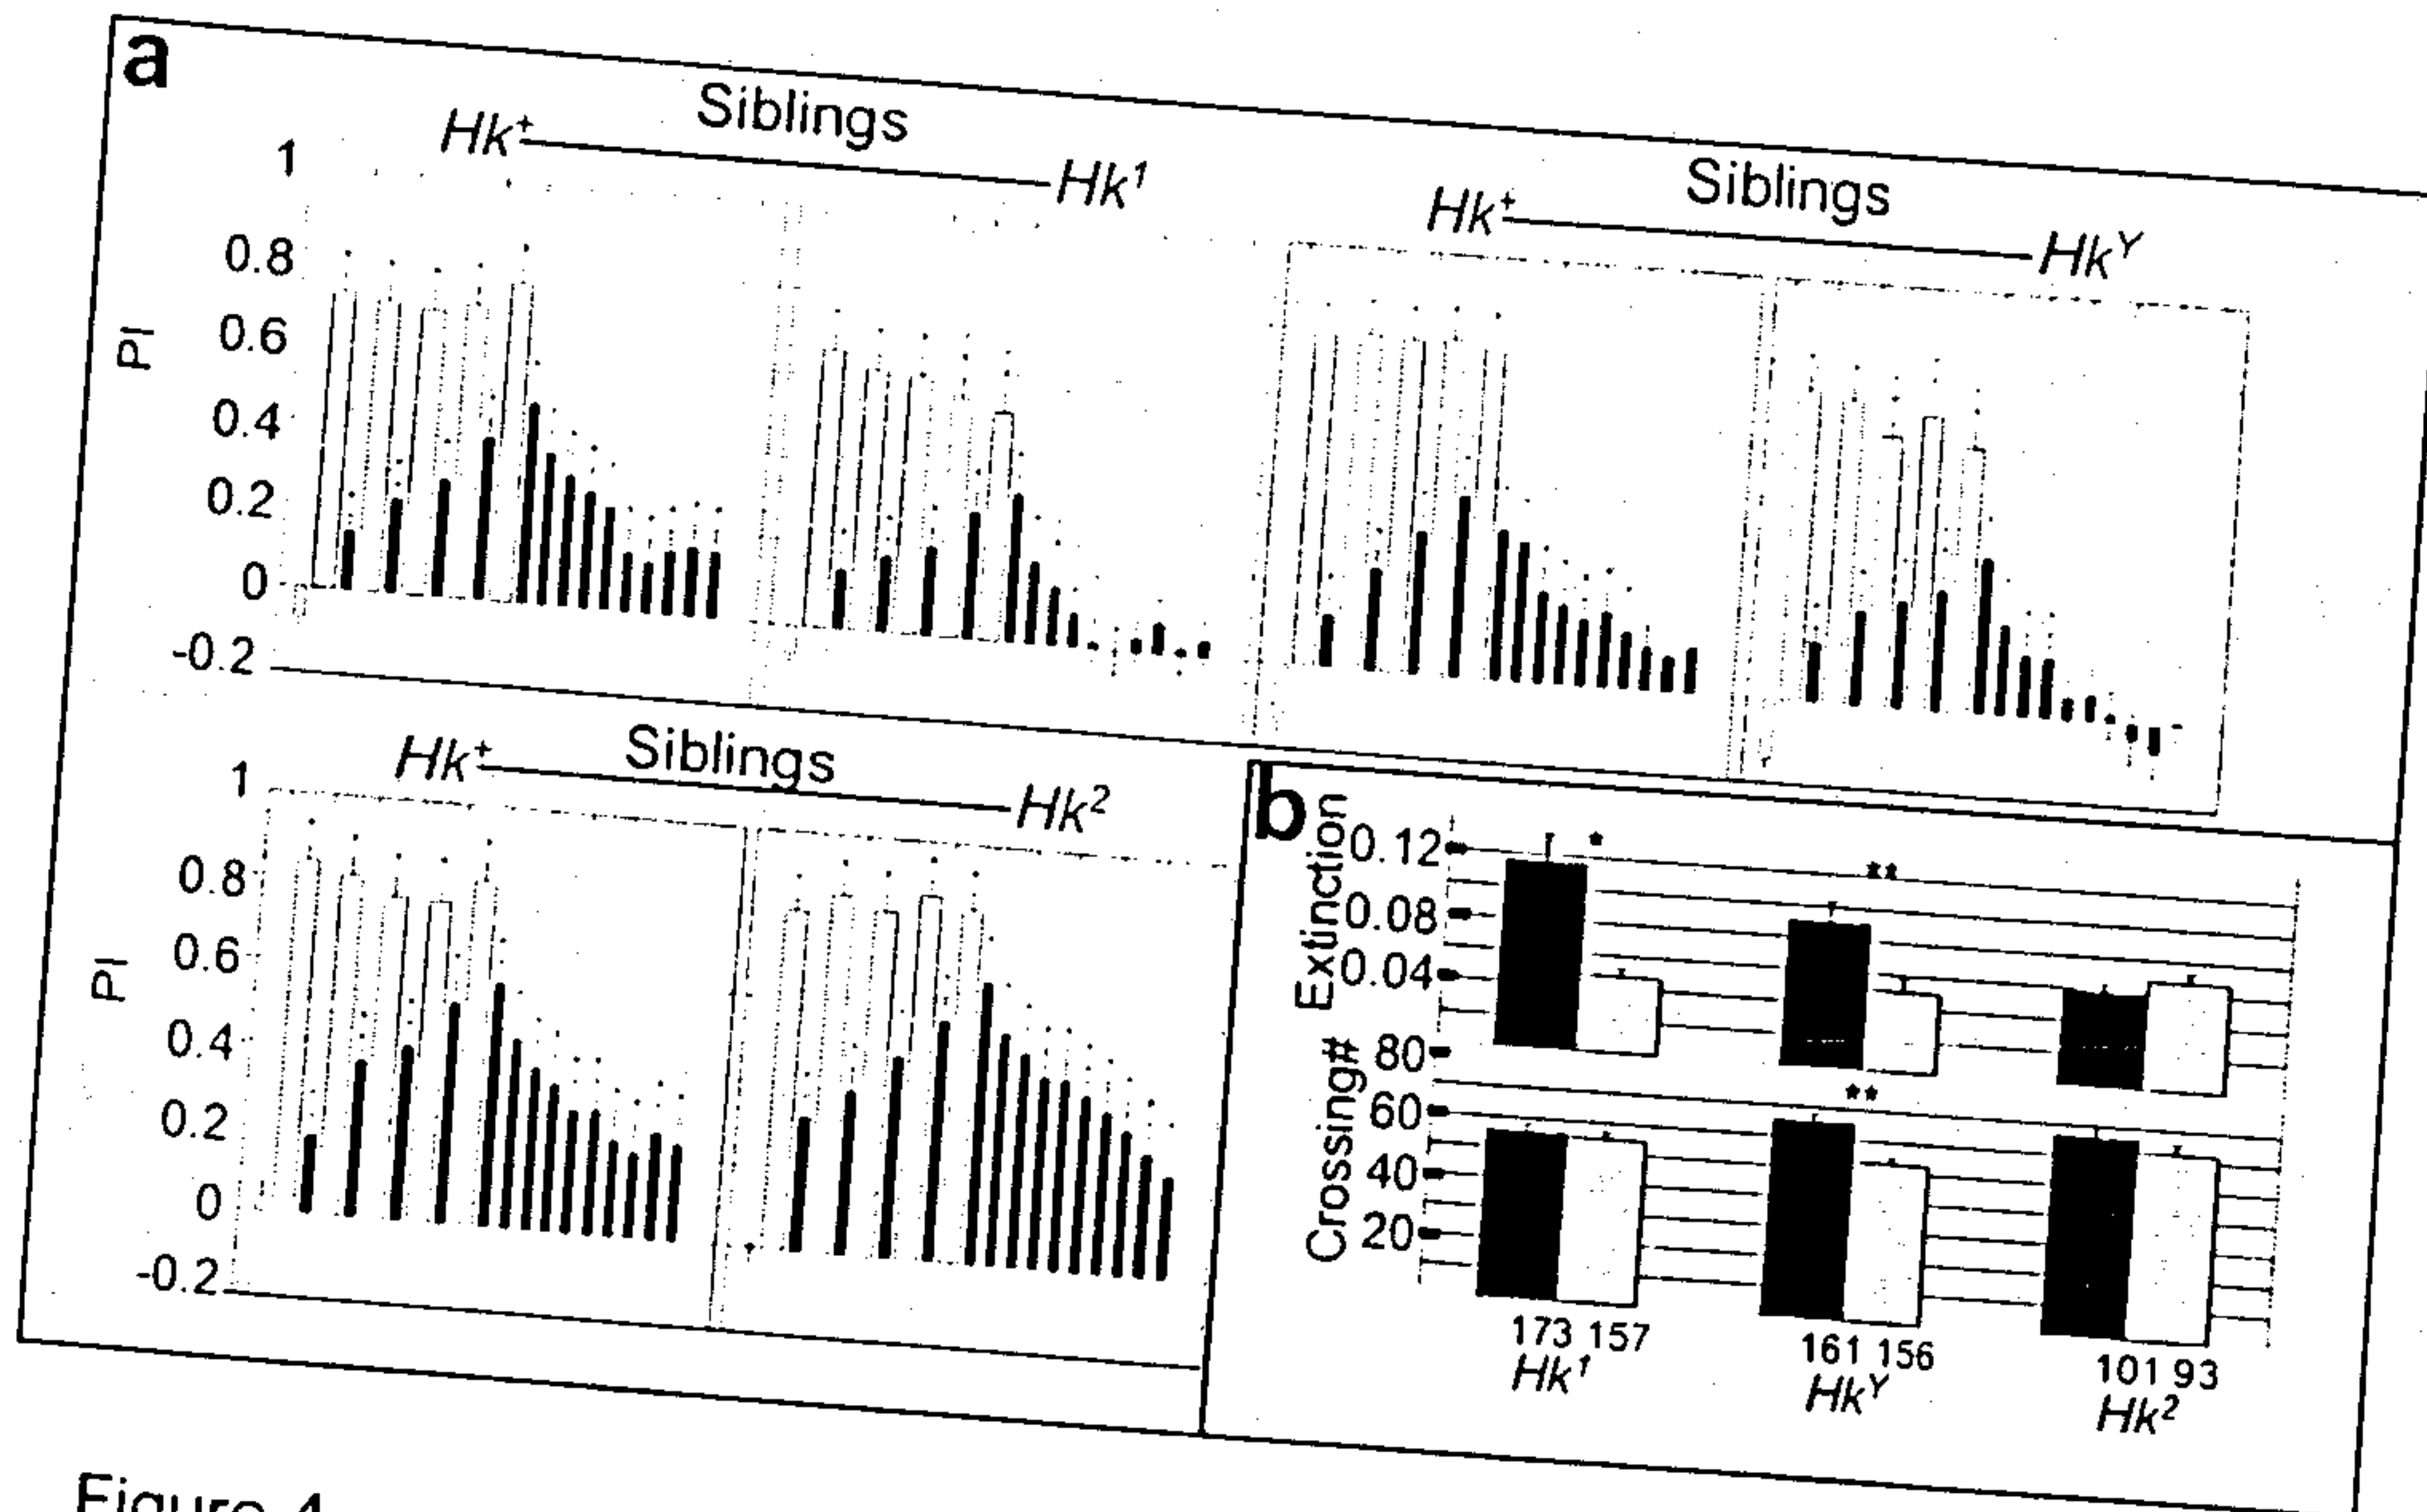 a
Siblings
Hk+ Hk1
Siblings
Hk+ HkY
PI
1
0.8
0.6
0.4
0.2
0
-0.2
Siblings
Hk+ Hk2
PI
1
0.8
0.6
0.4
0.2
0
-0.2
b
Extinction
0.12
0.08
0.04
* **
Crossing#
80
60
40
20
**
173 157 161 156 101 93
Hk1 HkY Hk2
Figure 4